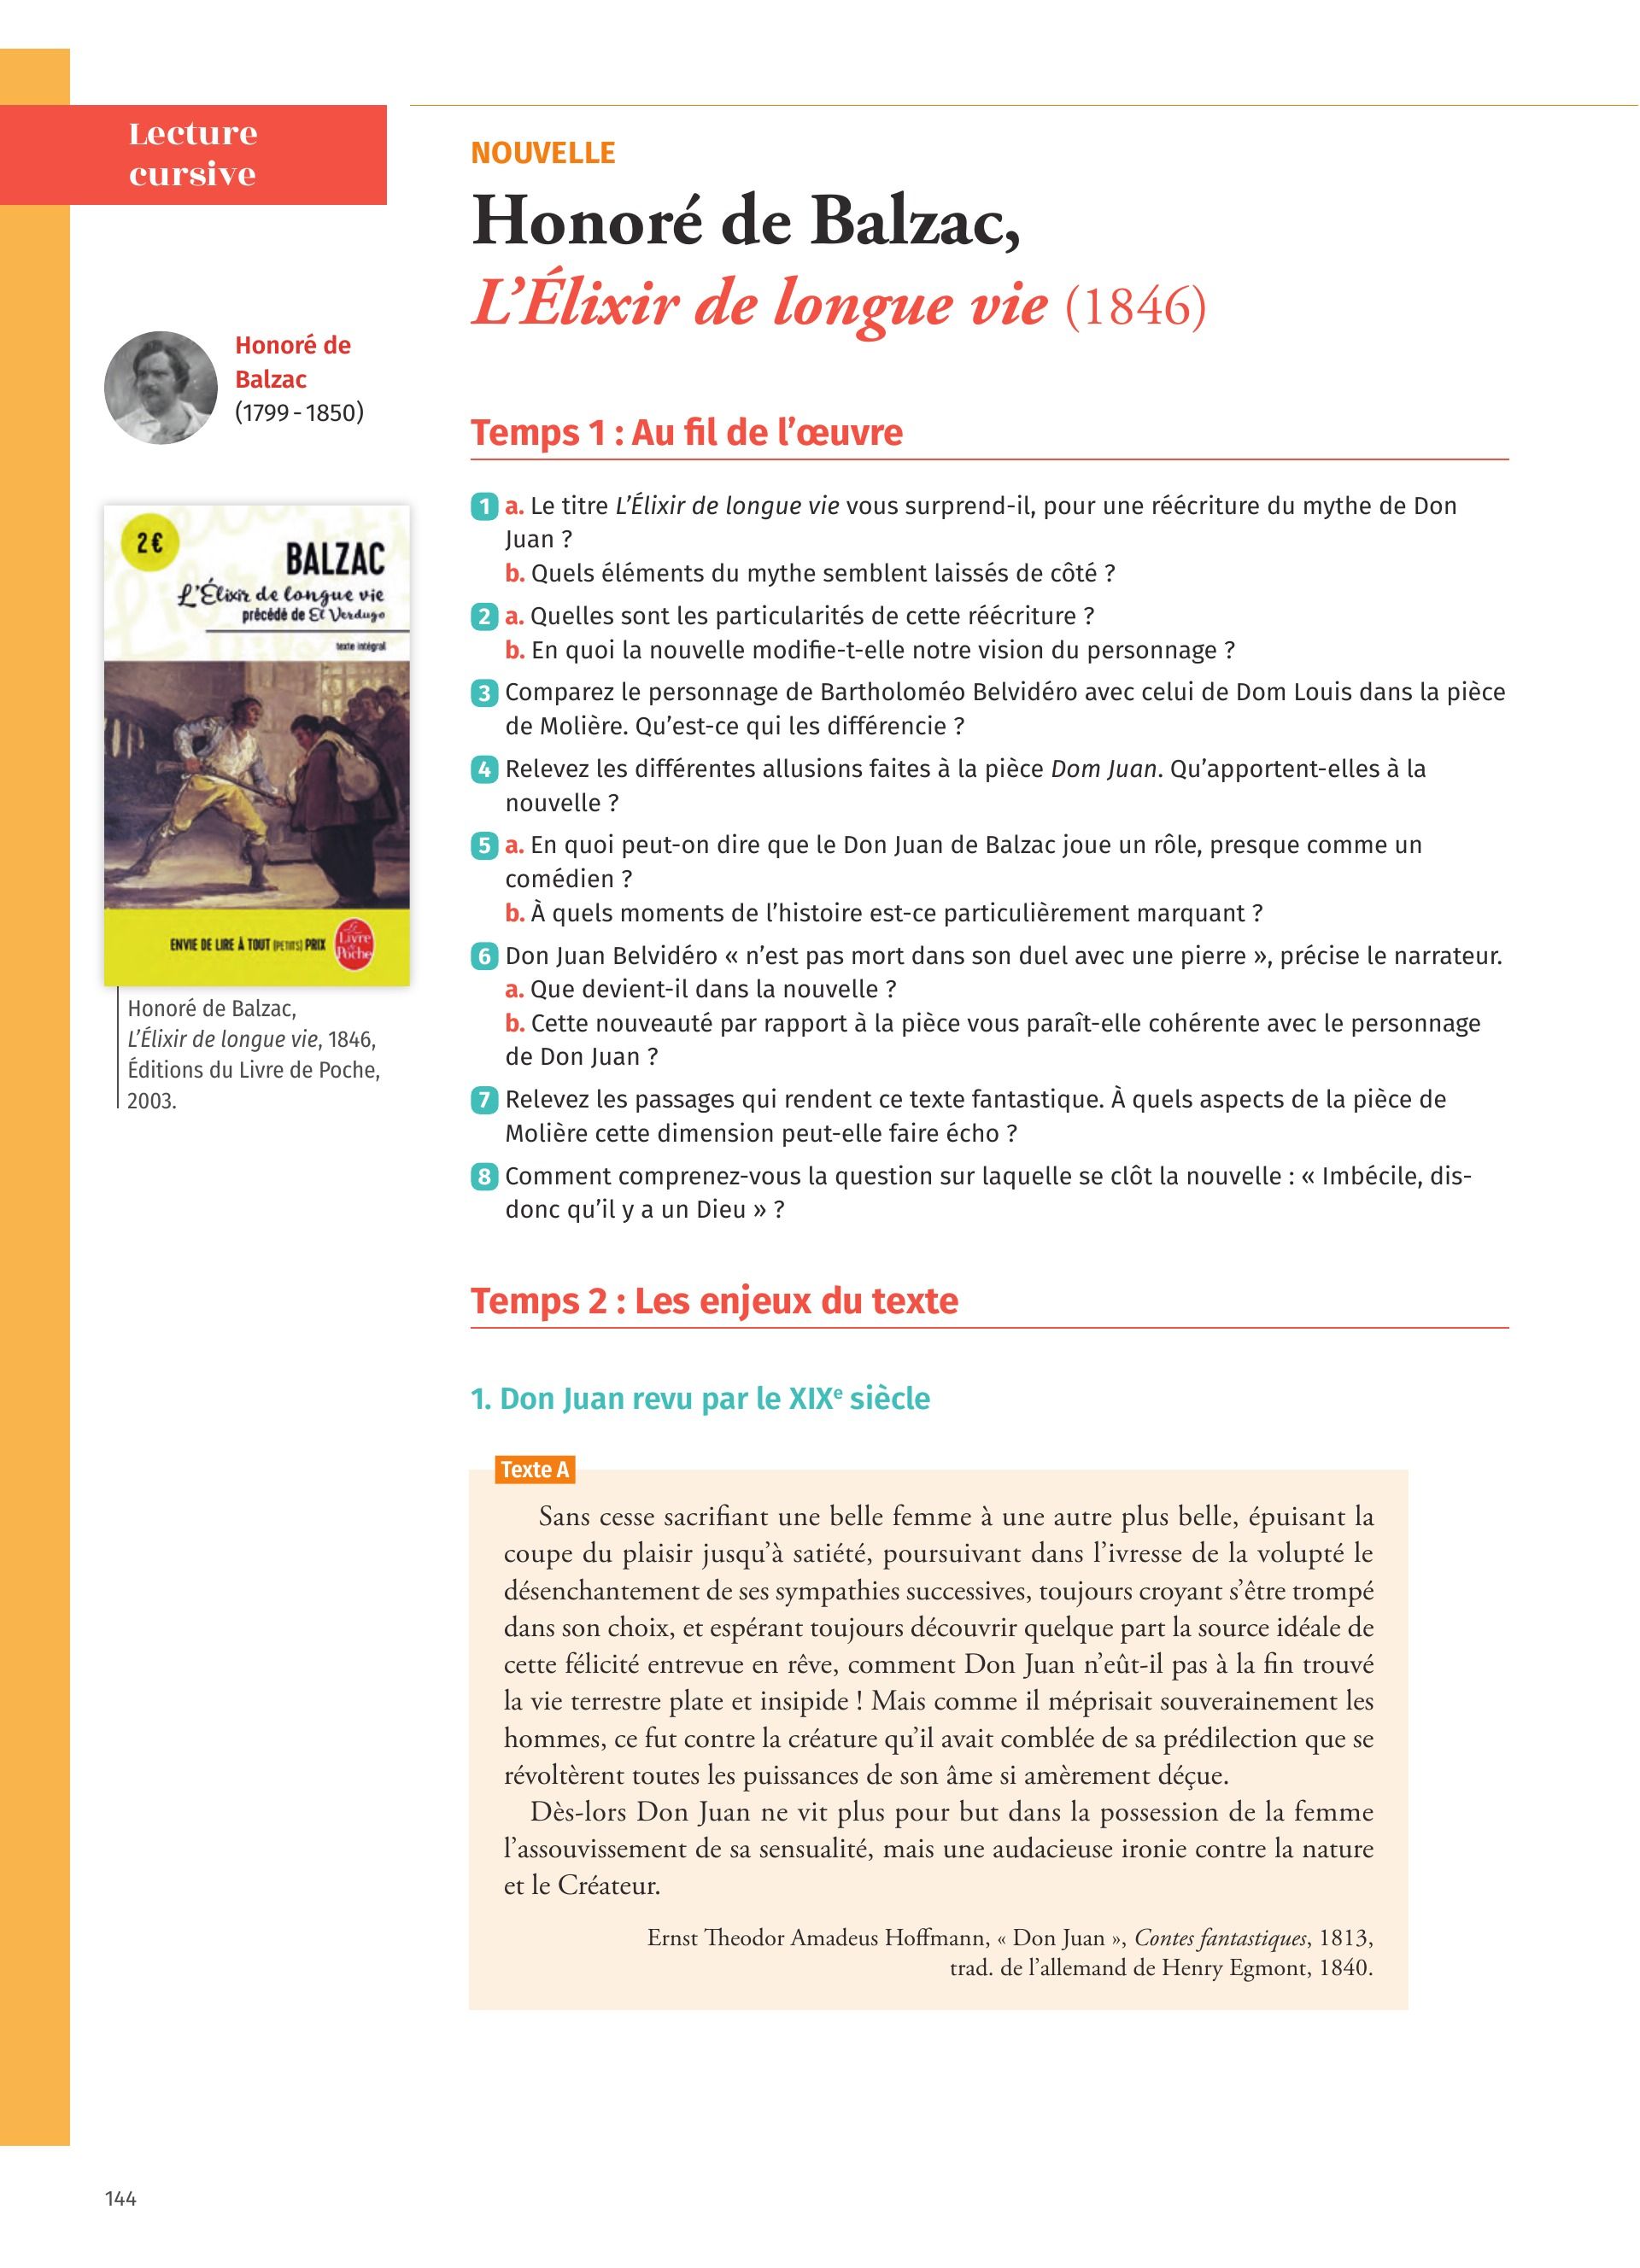 Lecture
cursive
NOUVELLE
Honoré de Balzac,
L’Élixir de longue vie (1846)
Honoré de
Balzac
(1799 - 1850)
2€
BALZAC
L’Élixir de longue vie
précédé de El Verdugo
texte intégral
ENVIE DE LIRE À TOUT (PETITS) PRIX
Le Livre
de Poche
Honoré de Balzac,
L’Élixir de longue vie, 1846,
Éditions du Livre de Poche,
2003.
Temps 1 : Au fil de l’œuvre
1 a. Le titre L’Élixir de longue vie vous surprend-il, pour une réécriture du mythe de Don
Juan ?
b. Quels éléments du mythe semblent laissés de côté ?
2 a. Quelles sont les particularités de cette réécriture ?
b. En quoi la nouvelle modifie-t-elle notre vision du personnage ?
3 Comparez le personnage de Bartholoméo Belvidéro avec celui de Dom Louis dans la pièce
de Molière. Qu’est-ce qui les différencie ?
4 Relevez les différentes allusions faites à la pièce Dom Juan. Qu’apportent-elles à la
nouvelle ?
5 a. En quoi peut-on dire que le Don Juan de Balzac joue un rôle, presque comme un
comédien ?
b. À quels moments de l’histoire est-ce particulièrement marquant ?
6 Don Juan Belvidéro « n’est pas mort dans son duel avec une pierre », précise le narrateur.
a. Que devient-il dans la nouvelle ?
b. Cette nouveauté par rapport à la pièce vous paraît-elle cohérente avec le personnage
de Don Juan ?
7 Relevez les passages qui rendent ce texte fantastique. À quels aspects de la pièce de
Molière cette dimension peut-elle faire écho ?
8 Comment comprenez-vous la question sur laquelle se clôt la nouvelle : « Imbécile, dis-
donc qu’il y a un Dieu » ?
Temps 2 : Les enjeux du texte
1. Don Juan revu par le XIXe siècle
Texte A
Sans cesse sacrifiant une belle femme à une autre plus belle, épuisant la
coupe du plaisir jusqu’à satiété, poursuivant dans l’ivresse de la volupté le
désenchantement de ses sympathies successives, toujours croyant s’être trompé
dans son choix, et espérant toujours découvrir quelque part la source idéale de
cette félicité entrevue en rêve, comment Don Juan n’eût-il pas à la fin trouvé
la vie terrestre plate et insipide ! Mais comme il méprisait souverainement les
hommes, ce fut contre la créature qu’il avait comblée de sa prédilection que se
révoltèrent toutes les puissances de son âme si amèrement déçue.
Dès-lors Don Juan ne vit plus pour but dans la possession de la femme
l’assouvissement de sa sensualité, mais une audacieuse ironie contre la nature
et le Créateur.
Ernst Theodor Amadeus Hoffmann, « Don Juan », Contes fantastiques, 1813,
trad. de l’allemand de Henry Egmont, 1840.
144